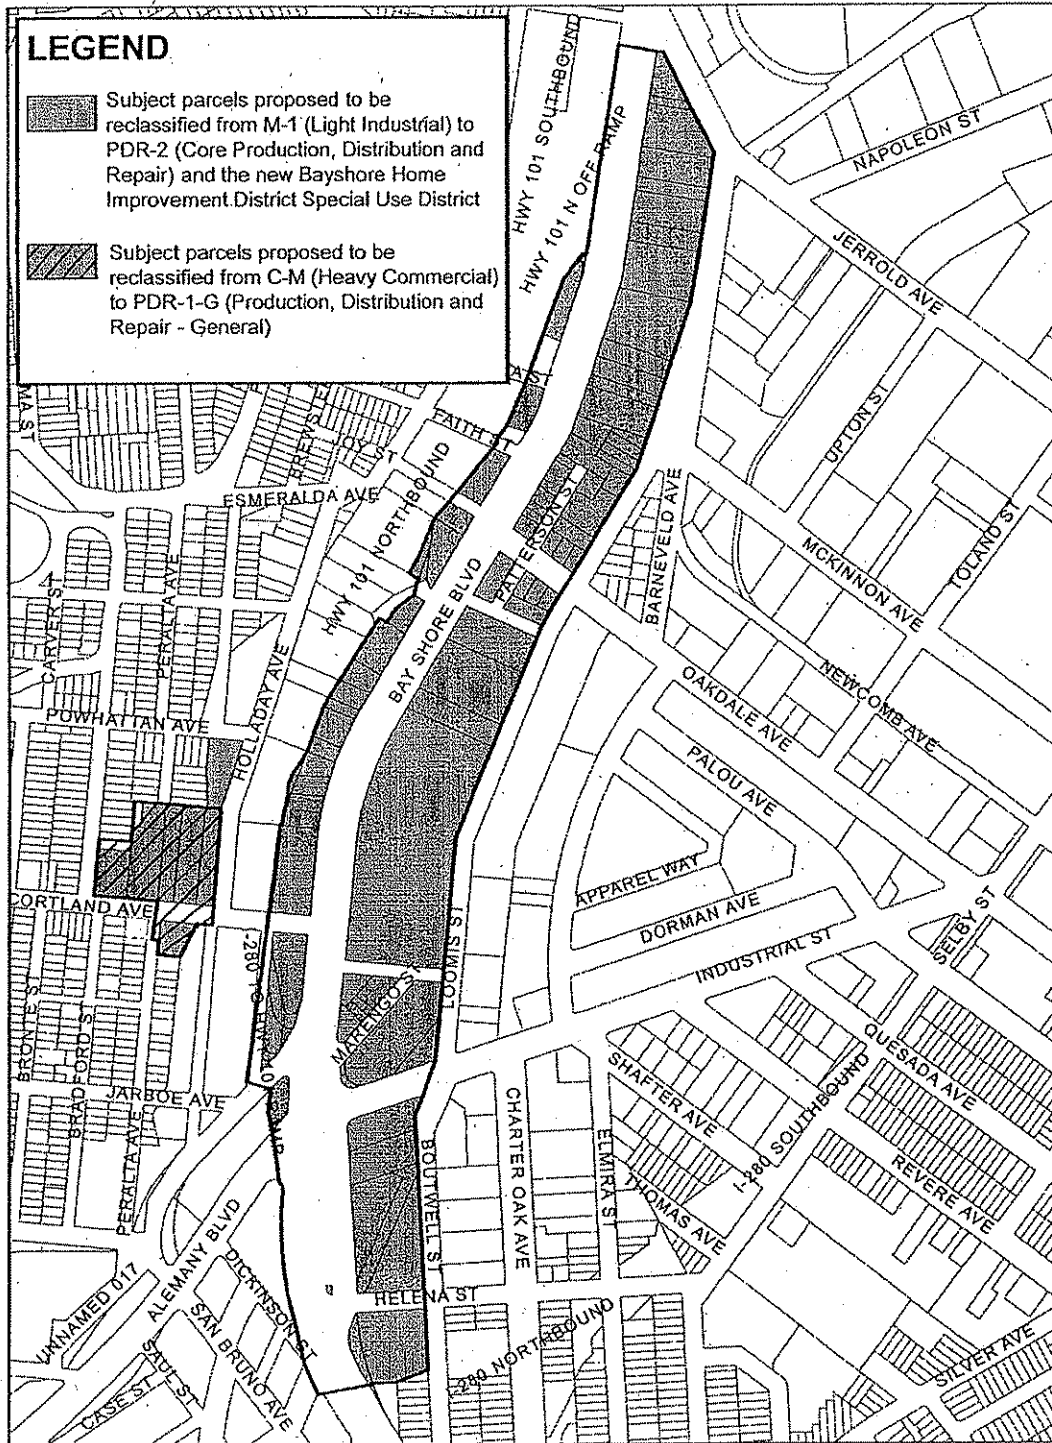 LEGEND
Subject parcels proposed to be
reclassified from M-1 (Light Industrial) to
PDR-2 (Core Production, Distribution and
Repair) and the new Bayshore Home
Improvement District Special Use District
Subject parcels proposed to be
reclassified from C-M (Heavy Commercial)
to PDR-1-G (Production, Distribution and
Repair - General)
HWY 101 SOUTHBOUND
HWY 101 N OFF RAMP
NAPOLEON ST
JERROLD AVE
UPTON ST
TOLAND ST
FAITH ST
ESMERALDA AVE
HWY 101 NORTHBOUND
PATTERSON ST
BARNEVELD AVE
MCKINNON AVE
CARVER ST
PERALTA AVE
BAY SHORE BLVD
NEWCOMB AVE
OAKDALE AVE
POWHATTAN AVE
HOLLADAY AVE
PALOU AVE
APPAREL WAY
CORTLAND AVE
DORMAN AVE
SELBY ST
INDUSTRIAL ST
LOOMIS ST
MARENGO ST
BRONTE S
BRADFORD S
JARBOE AVE
PERALTA AVE
QUESADA AVE
SHAFTER AVE
I-280 SOUTHBOUND
REVERE AVE
CHARTER OAK AVE
ELMIRA ST
THOMAS AVE
BOUTWELL ST
ALEMANY BLVD
UNNAMED 017
DICKINSON ST
HELENA ST
SAN BRUNO AVE
SAUL ST
CASE ST
I-280 NORTHBOUND
SILVER AVE